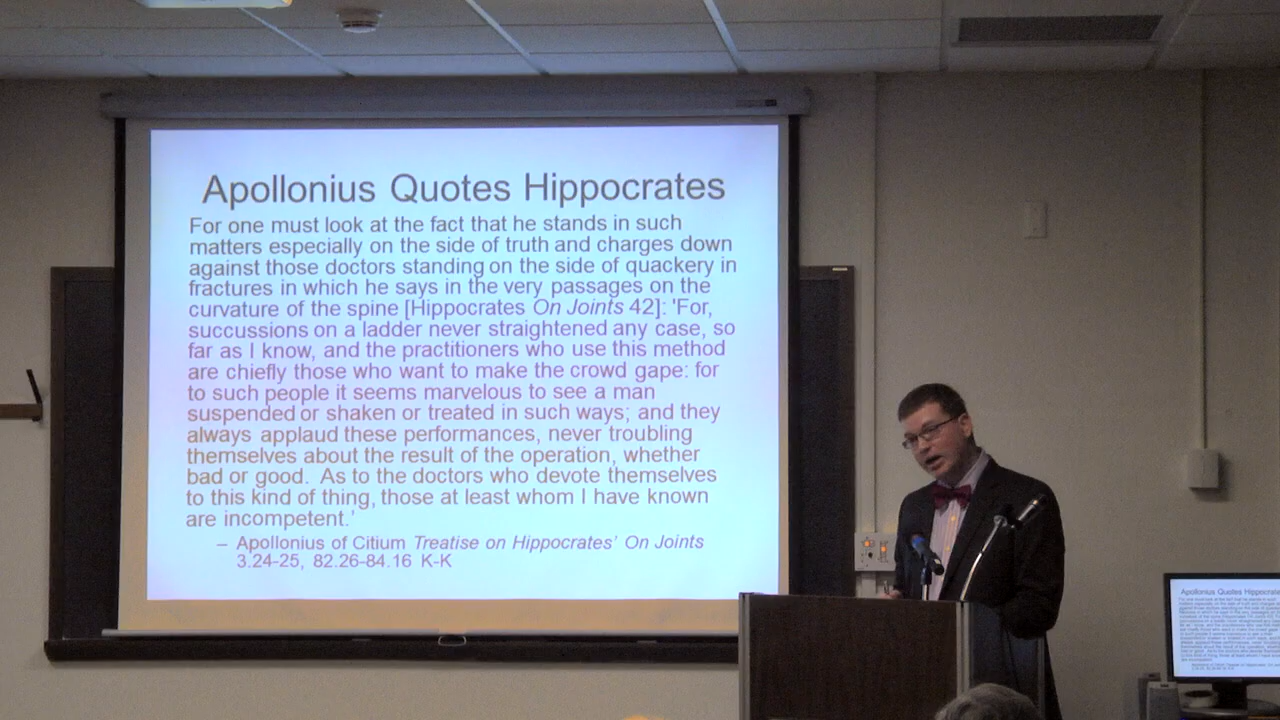 Apollonius Quotes Hippocrates
For one must look at the fact that he stands in such
matters especially on the side of truth and charges down
against those doctors standing on the side of quackery in
fractures in which he says in the very passages on the
curvature of the spine [Hippocrates On Joints 42]: 'For,
succussions on a ladder never straightened any case, so
far as I know, and the practitioners who use this method
are chiefly those who want to make the crowd gape: for
to such people it seems marvelous to see a man
suspended or shaken or treated in such ways; and they
always applaud these performances, never troubling
themselves about the result of the operation, whether
bad or good. As to the doctors who devote themselves
to this kind of thing, those at least whom I have known
are incompetent.'
– Apollonius of Citium Treatise on Hippocrates' On Joints
3.24-25, 82.26-84.16 K-K
Apollonius Quotes Hippocrates